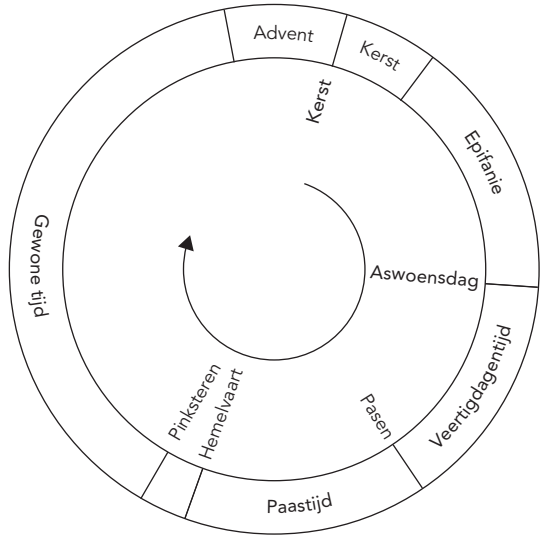 Advent
Kerst
Kerst
Epifanie
Aswoensdag
Veertigdagentijd
Pasen
Paastijd
Hemelvaart
Pinksteren
Gewone tijd